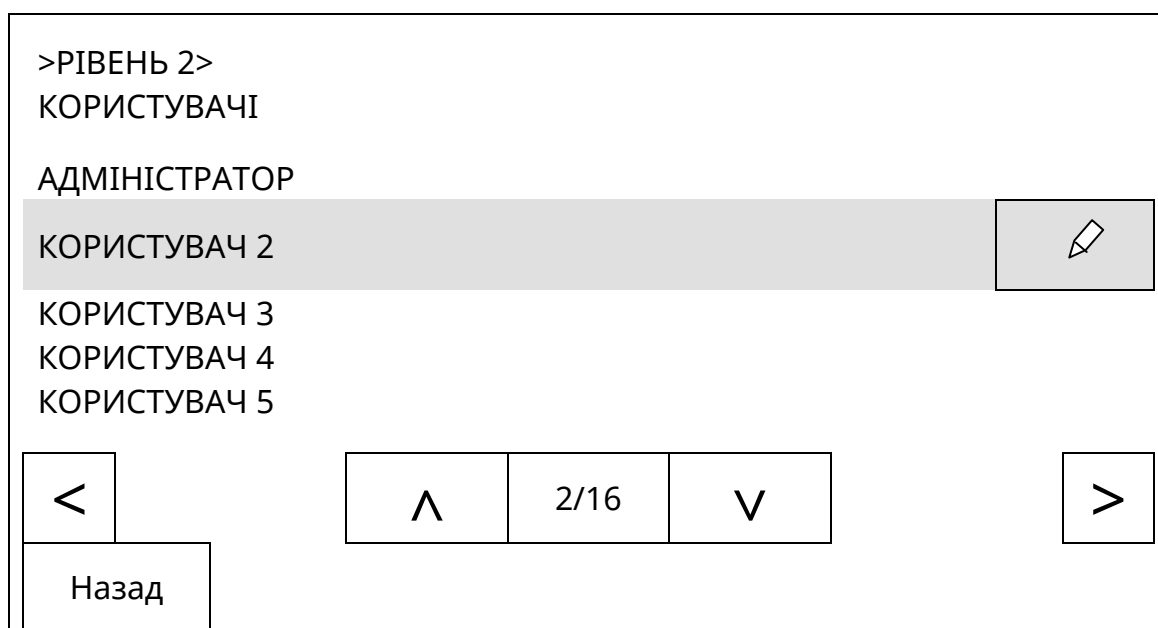 >РІВЕНЬ 2>
КОРИСТУВАЧІ
АДМІНІСТРАТОР
КОРИСТУВАЧ 2
КОРИСТУВАЧ 3
КОРИСТУВАЧ 4
КОРИСТУВАЧ 5
< ʌ 2/16 v >
Назад